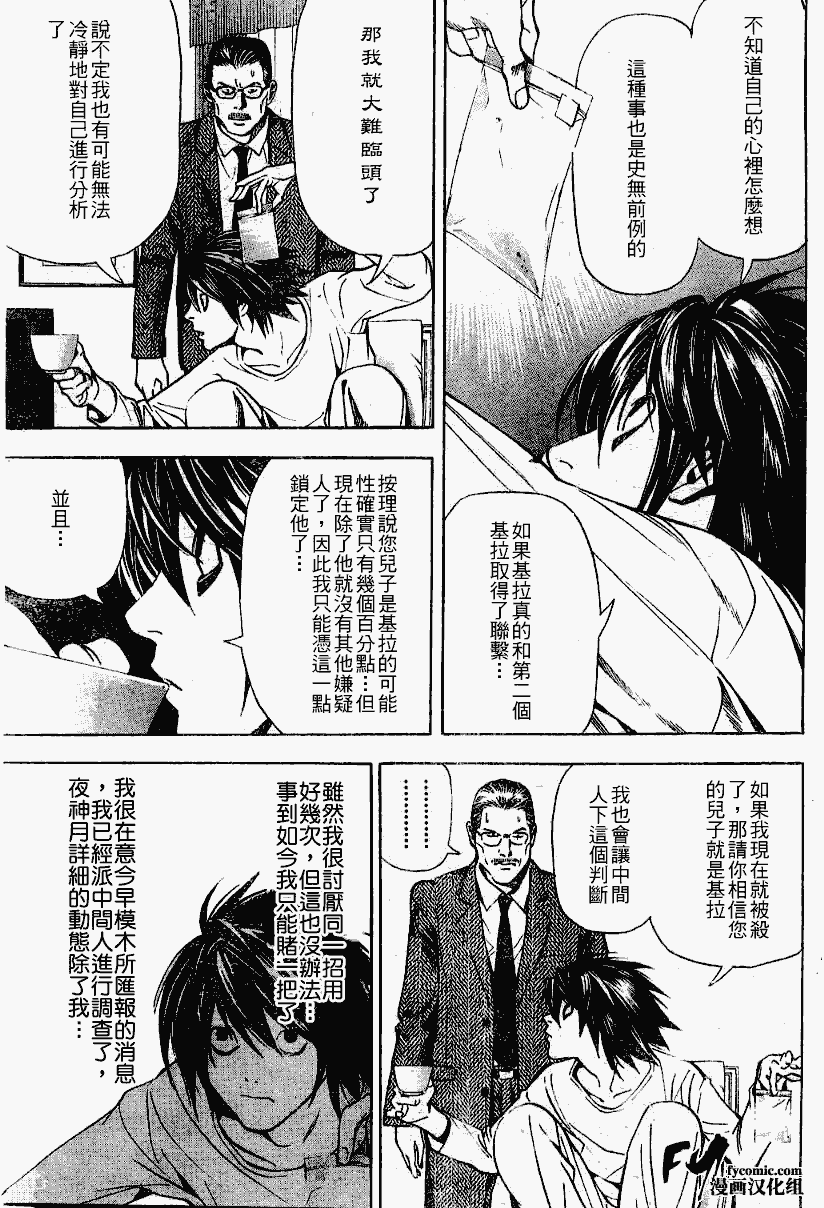 不知道自己的心裡怎麼想
這種事也是史無前例的
如果基拉真的和第二個
基拉取得了聯繫…
那我就大難臨頭了
說不定我也有可能無法
冷靜地對自己進行分析
了
按理說您兒子是基拉的可能
性確實只有幾個百分點…但
現在除了他就沒有其他嫌疑
人了，因此我只能憑這一點
鎖定他了…
並且…
如果我現在就被殺
了，那請你相信您
的兒子就是基拉
我也會讓中間
人下這個判斷
………
………
雖然我很討厭同一招用
好幾次，但這也沒辦法…
事到如今我只能賭一把了
我很在意今早模木所匯報的消息
，我已經派中間人進行調查了，
夜神月詳細的動態除了我…
FY
fycomic.com
漫画汉化组